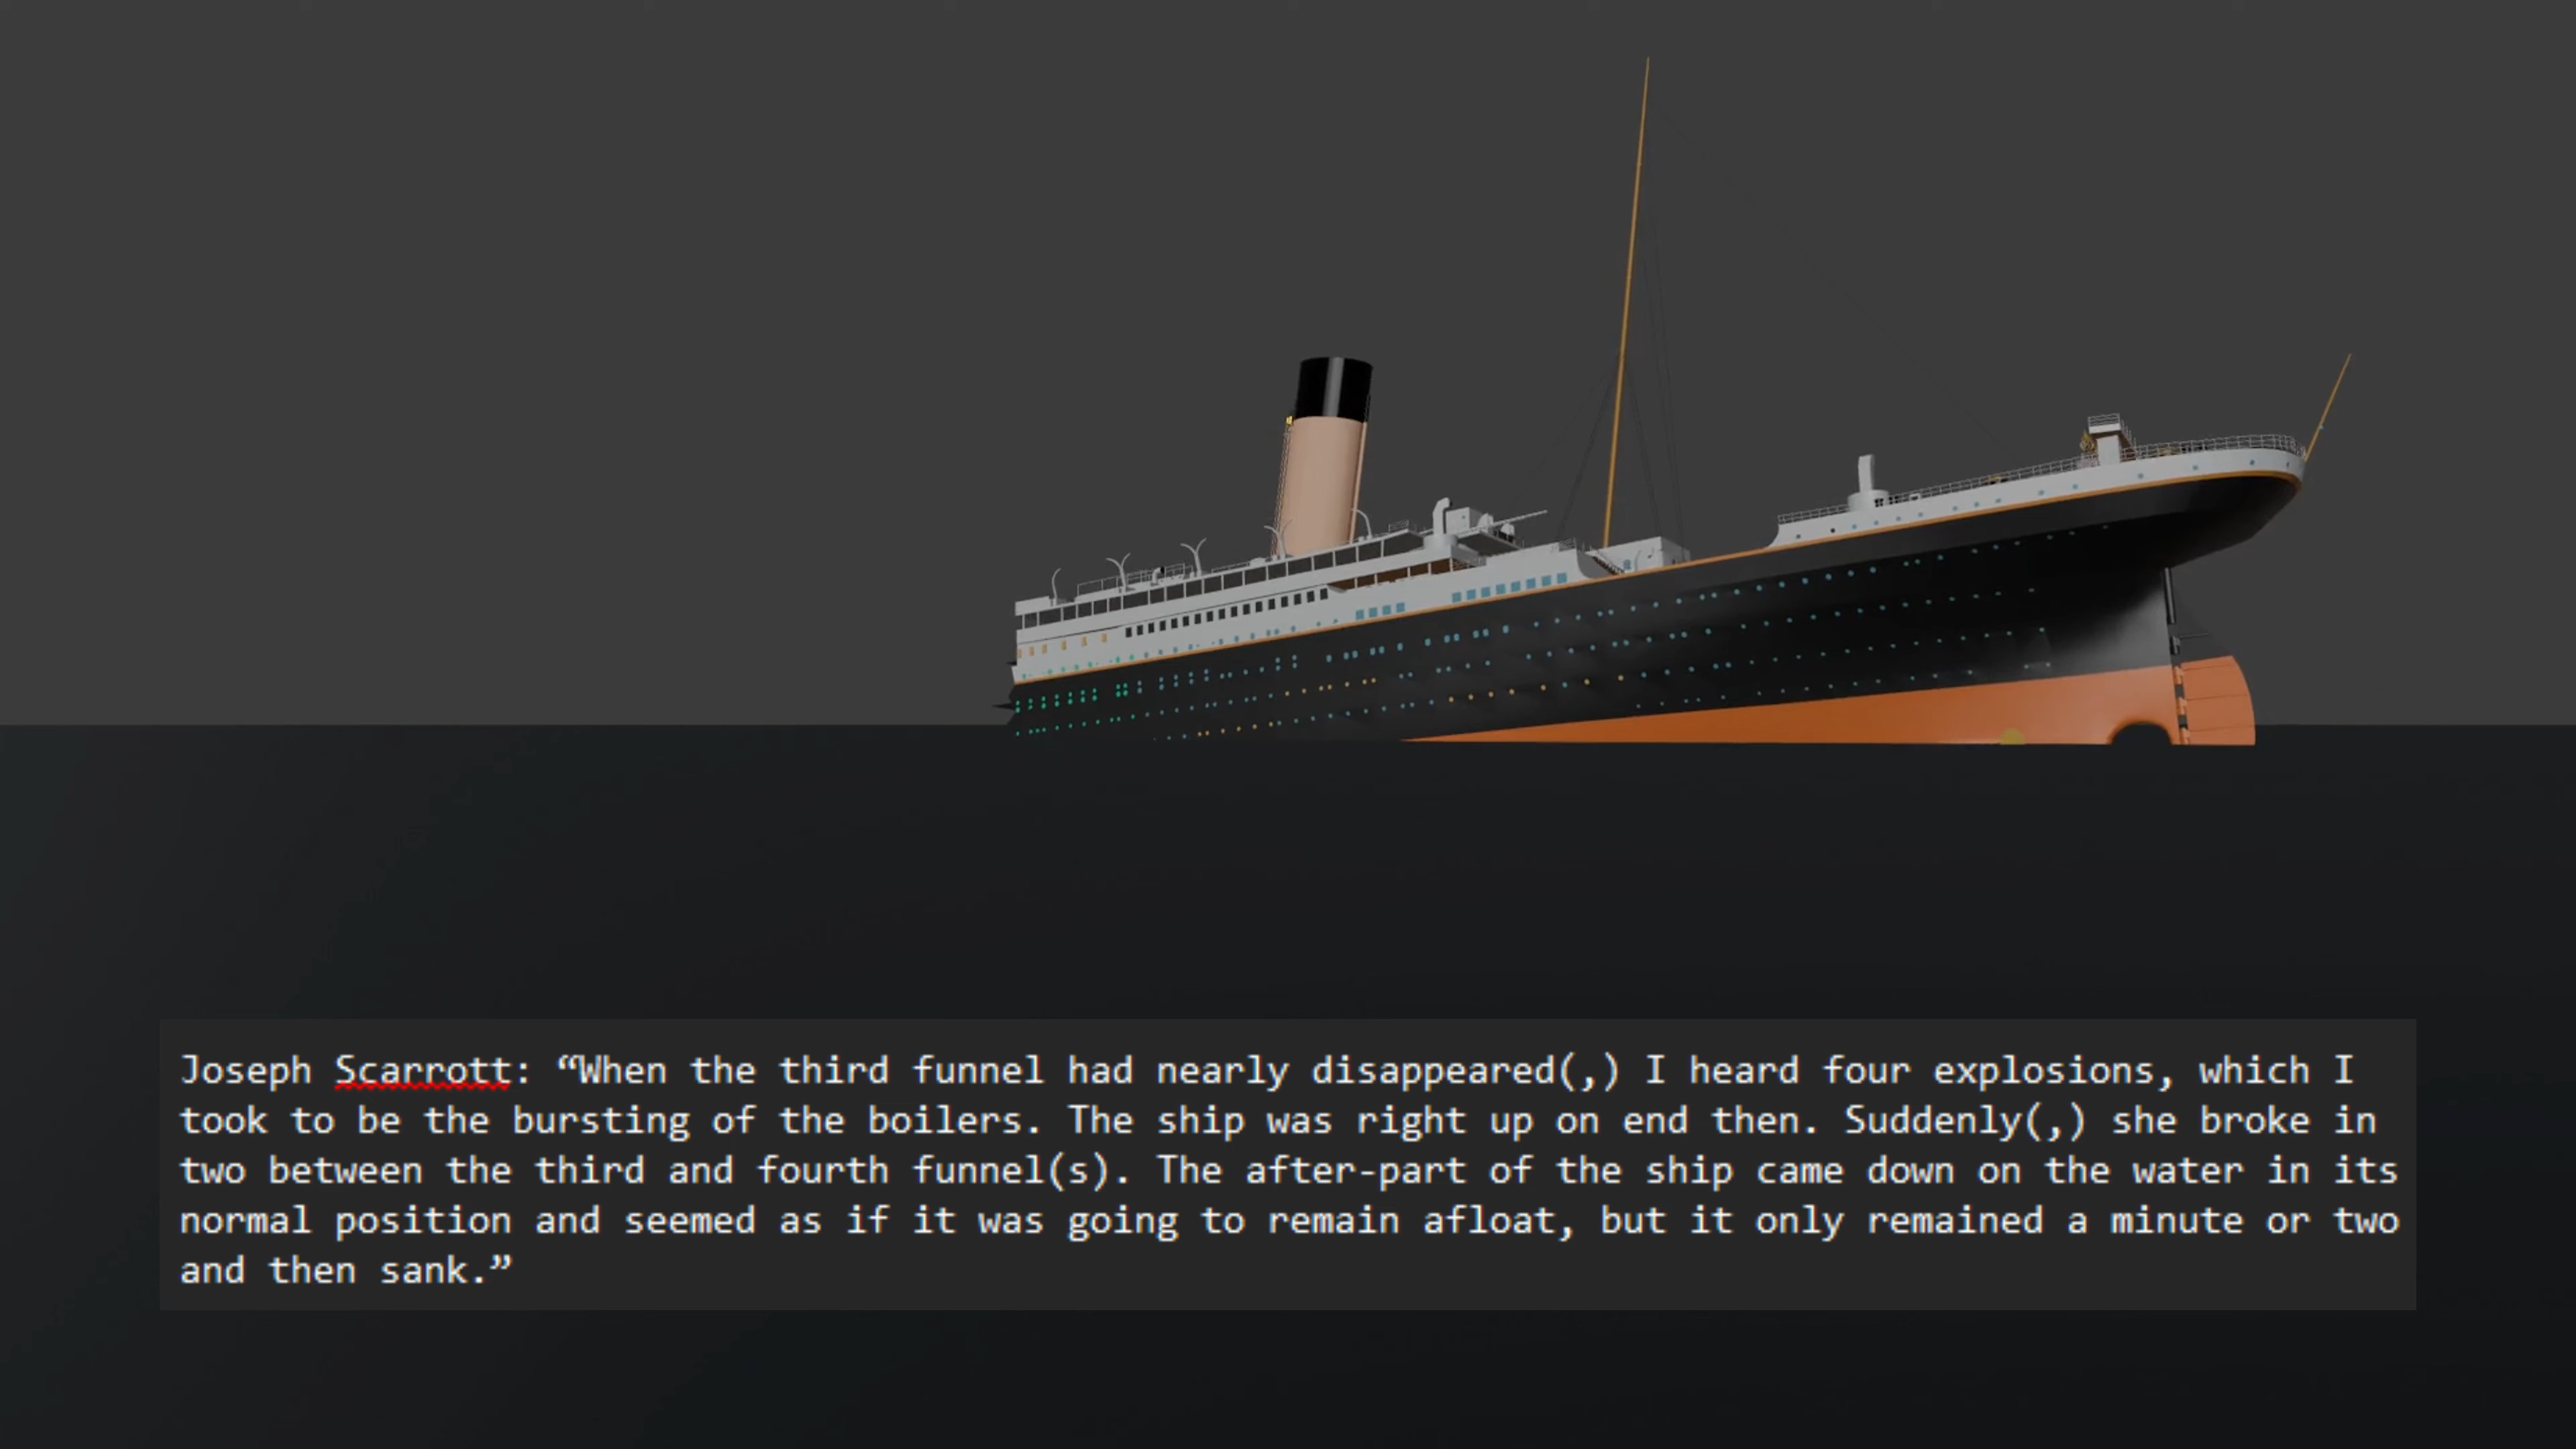 Joseph Scarrott: “When the third funnel had nearly disappeared(,) I heard four explosions, which I
took to be the bursting of the boilers. The ship was right up on end then. Suddenly(,) she broke in
two between the third and fourth funnel(s). The after-part of the ship came down on the water in its
normal position and seemed as if it was going to remain afloat, but it only remained a minute or two
and then sank.”